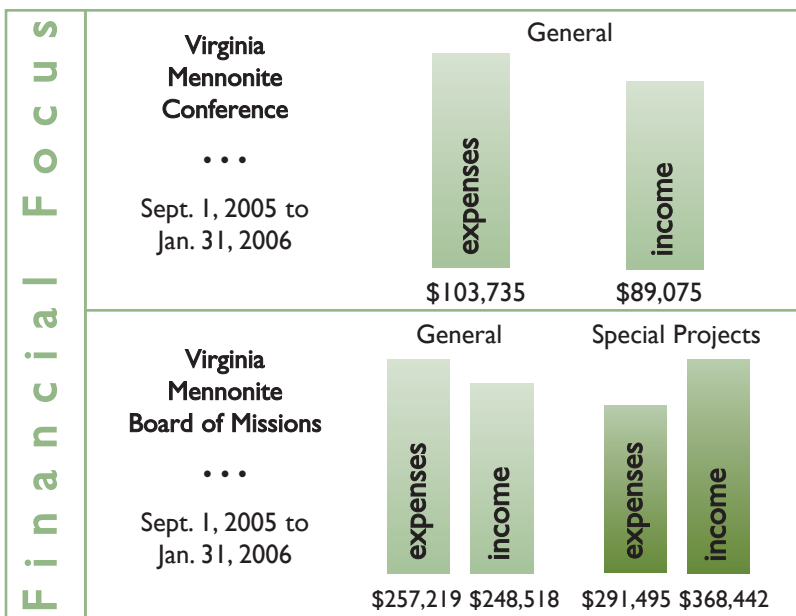 Financial Focus
Virginia
Mennonite
Conference
• • •
Sept. 1, 2005 to
Jan. 31, 2006
General
expenses
income
$103,735
$89,075
Virginia
Mennonite
Board of Missions
• • •
Sept. 1, 2005 to
Jan. 31, 2006
General
expenses
income
$257,219 $248,518
Special Projects
expenses
income
$291,495 $368,442